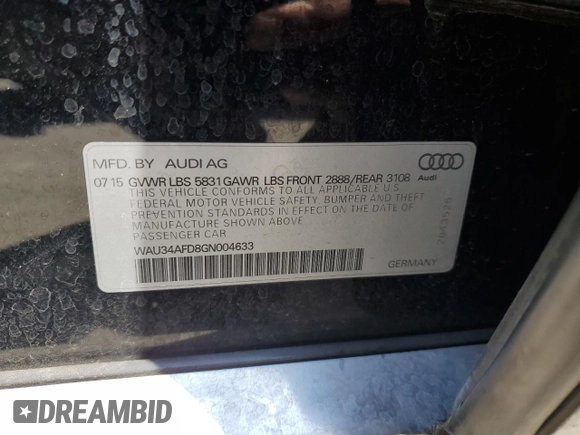 MFD. BY AUDI AG
07 15 GVWR LBS 5831 GAWR LBS FRONT 2888/REAR 3108
Audi
THIS VEHICLE CONFORMS TO ALL APPLICABLE U.S.
FEDERAL MOTOR VEHICLE SAFETY, BUMPER AND THEFT
PREVENTION STANDARDS IN EFFECT ON THE DATE OF
MANUFACTURE SHOWN ABOVE
PASSENGER CAR
WAU34AFD8GN004633
GERMANY
DREAMBID